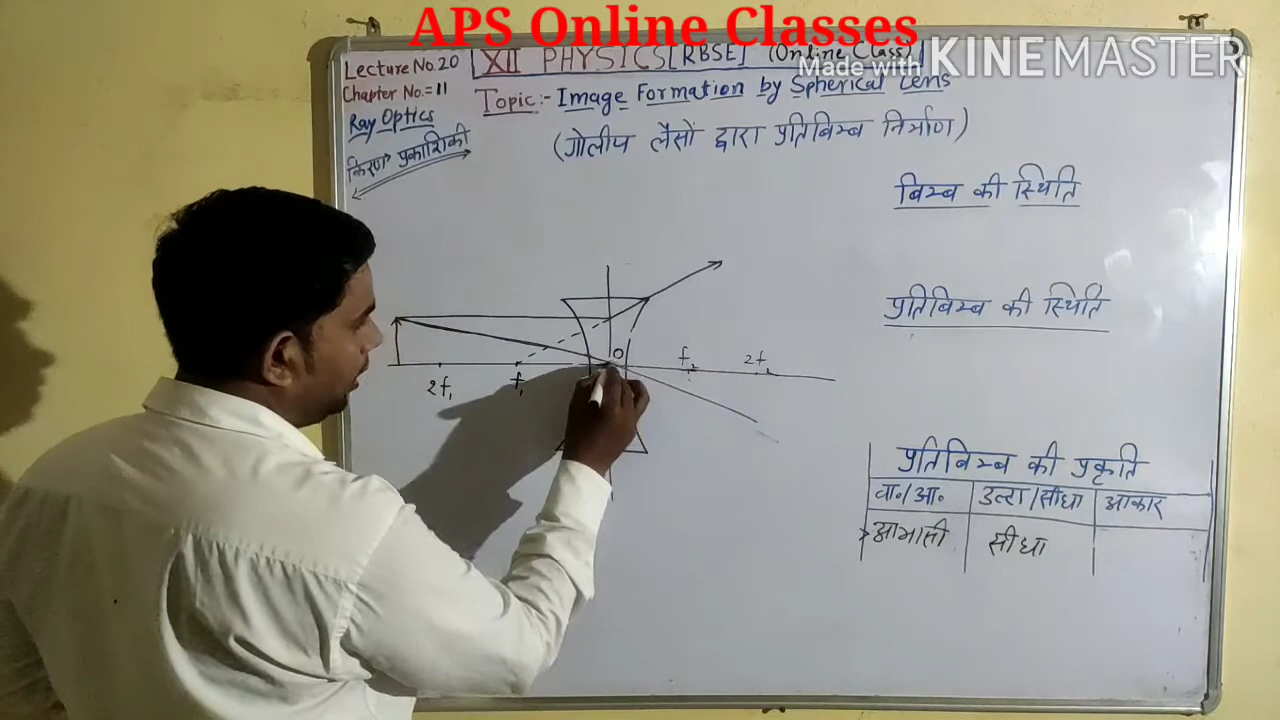 APS Online Classes
Made with KINEMASTER
Lecture No. 20
Chapter No.= 11
Ray Optics
किरण प्रकाशिकी
XII PHYSICS [RBSE] (Online Class)
Topic:- Image Formation by Spherical Lens
(गोलीय लैंसों द्वारा प्रतिबिम्ब निर्माण)
बिम्ब की स्थिति
प्रतिबिम्ब की स्थिति
2f₁ f₁ O f₂ 2f₂
प्रतिबिम्ब की प्रकृति
वा०/आ० उल्टा/सीधा आकार
आभासी सीधा